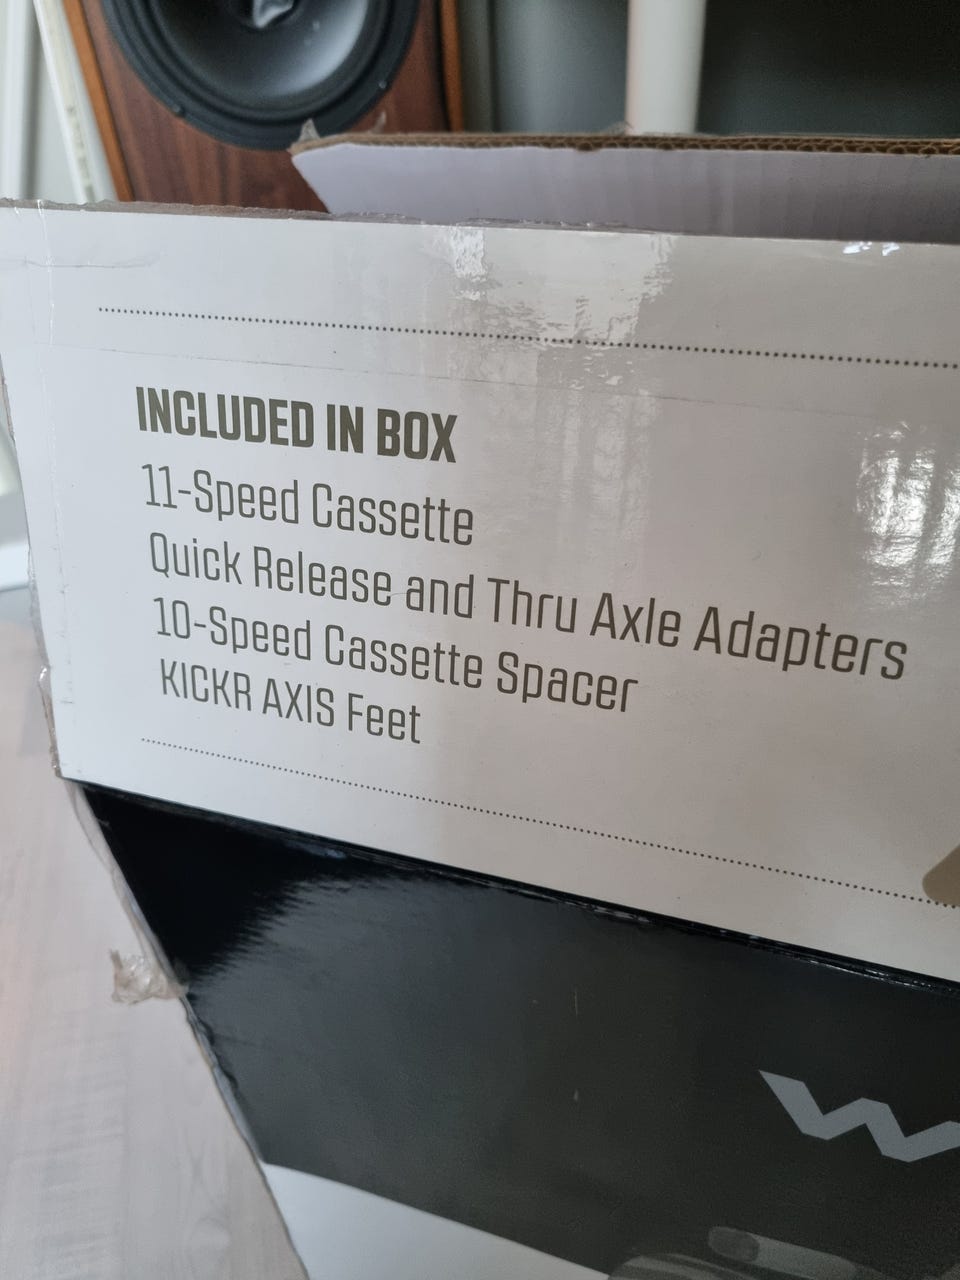 INCLUDED IN BOX
11-Speed Cassette
Quick Release and Thru Axle Adapters
10-Speed Cassette Spacer
KICKR AXIS Feet
W